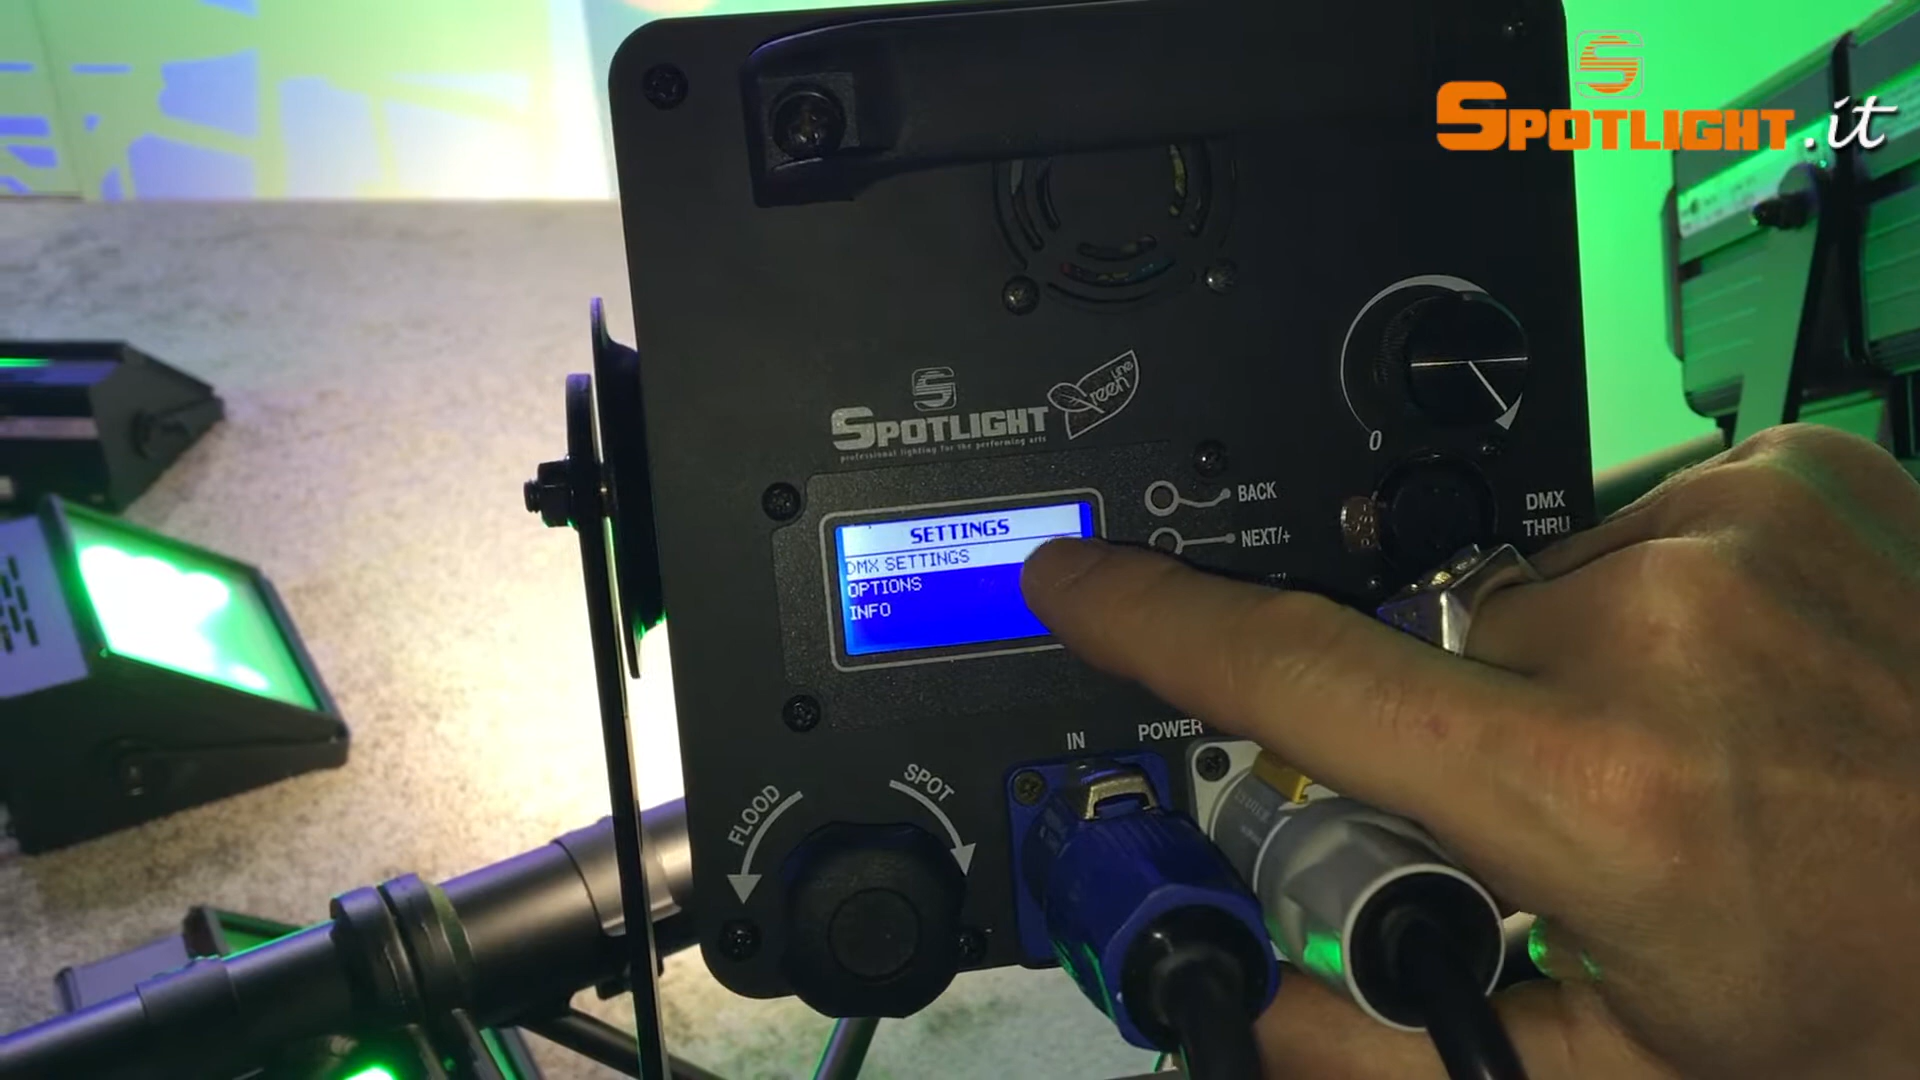 SPOTLIGHT.it
SPOTLIGHT
professional lighting for the performing arts
Green Line
0
BACK
NEXT/+
DMX
THRU
SETTINGS
DMX SETTINGS
OPTIONS
INFO
IN
POWER
FLOOD
SPOT